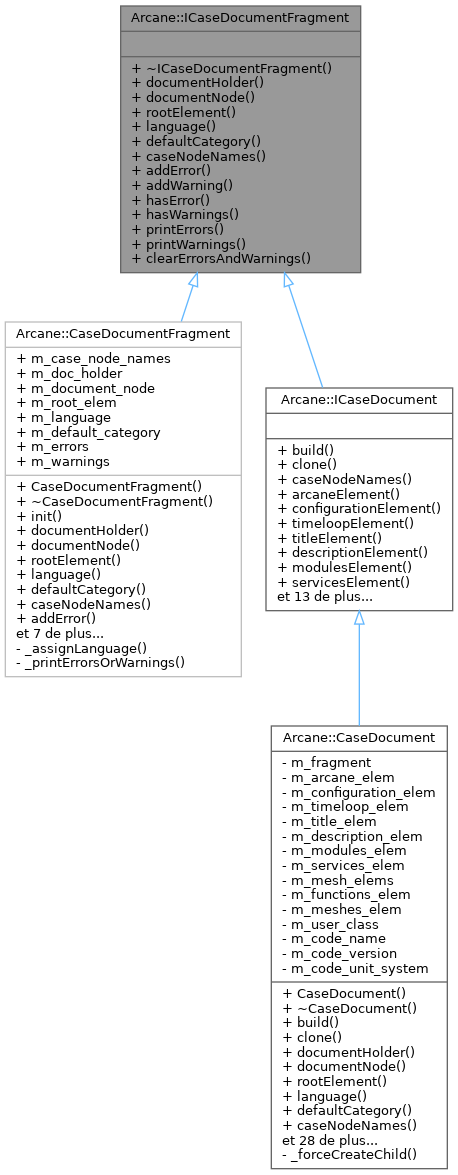 Arcane::ICaseDocumentFragment
+ ~ICaseDocumentFragment()
+ documentHolder()
+ documentNode()
+ rootElement()
+ language()
+ defaultCategory()
+ caseNodeNames()
+ addError()
+ addWarning()
+ hasError()
+ hasWarnings()
+ printErrors()
+ printWarnings()
+ clearErrorsAndWarnings()
Arcane::CaseDocumentFragment
+ m_case_node_names
+ m_doc_holder
+ m_document_node
+ m_root_elem
+ m_language
+ m_default_category
+ m_errors
+ m_warnings
+ CaseDocumentFragment()
+ ~CaseDocumentFragment()
+ init()
+ documentHolder()
+ documentNode()
+ rootElement()
+ language()
+ defaultCategory()
+ caseNodeNames()
+ addError()
et 7 de plus...
- _assignLanguage()
- _printErrorsOrWarnings()
Arcane::ICaseDocument
+ build()
+ clone()
+ caseNodeNames()
+ arcaneElement()
+ configurationElement()
+ timeloopElement()
+ titleElement()
+ descriptionElement()
+ modulesElement()
+ servicesElement()
et 13 de plus...
Arcane::CaseDocument
- m_fragment
- m_arcane_elem
- m_configuration_elem
- m_timeloop_elem
- m_title_elem
- m_description_elem
- m_modules_elem
- m_services_elem
- m_mesh_elems
- m_functions_elem
- m_meshes_elem
- m_user_class
- m_code_name
- m_code_version
- m_code_unit_system
+ CaseDocument()
+ ~CaseDocument()
+ build()
+ clone()
+ documentHolder()
+ documentNode()
+ rootElement()
+ language()
+ defaultCategory()
+ caseNodeNames()
et 28 de plus...
- _forceCreateChild()